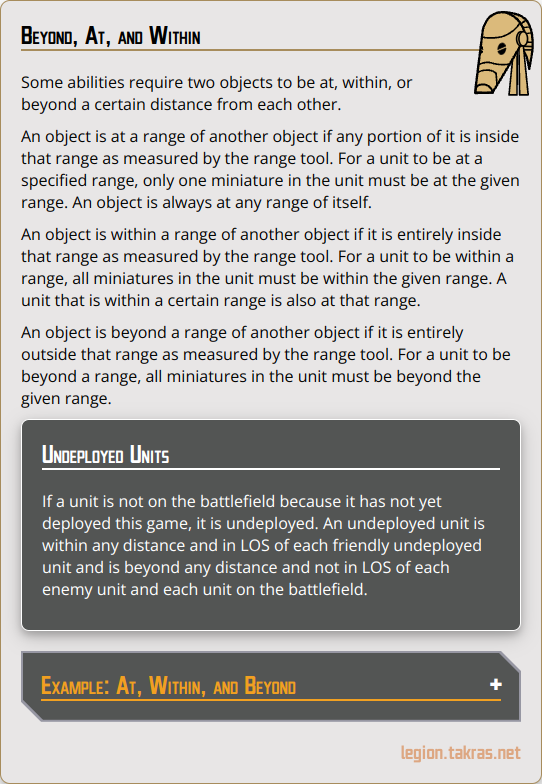 Beyond, At, and Within
Some abilities require two objects to be at, within, or
beyond a certain distance from each other.
An object is at a range of another object if any portion of it is inside
that range as measured by the range tool. For a unit to be at a
specified range, only one miniature in the unit must be at the given
range. An object is always at any range of itself.
An object is within a range of another object if it is entirely inside
that range as measured by the range tool. For a unit to be within a
range, all miniatures in the unit must be within the given range. A
unit that is within a certain range is also at that range.
An object is beyond a range of another object if it is entirely
outside that range as measured by the range tool. For a unit to be
beyond a range, all miniatures in the unit must be beyond the
given range.
Undeployed Units
If a unit is not on the battlefield because it has not yet
deployed this game, it is undeployed. An undeployed unit is
within any distance and in LOS of each friendly undeployed
unit and is beyond any distance and not in LOS of each
enemy unit and each unit on the battlefield.
Example: At, Within, and Beyond +
legion.takras.net